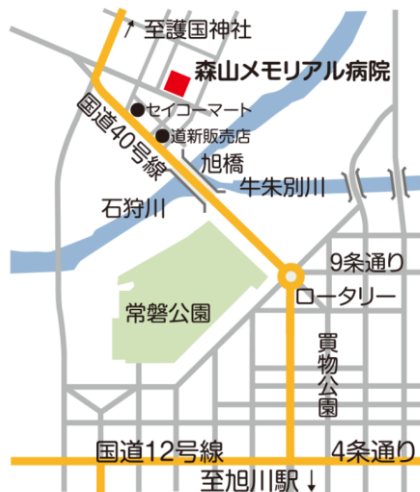 至護国神社
森山メモリアル病院
セイコーマート
国道40号線
道新販売店
旭橋
牛朱別川
石狩川
9条通り
ロータリー
常磐公園
買物公園
国道12号線
4条通り
至旭川駅↓